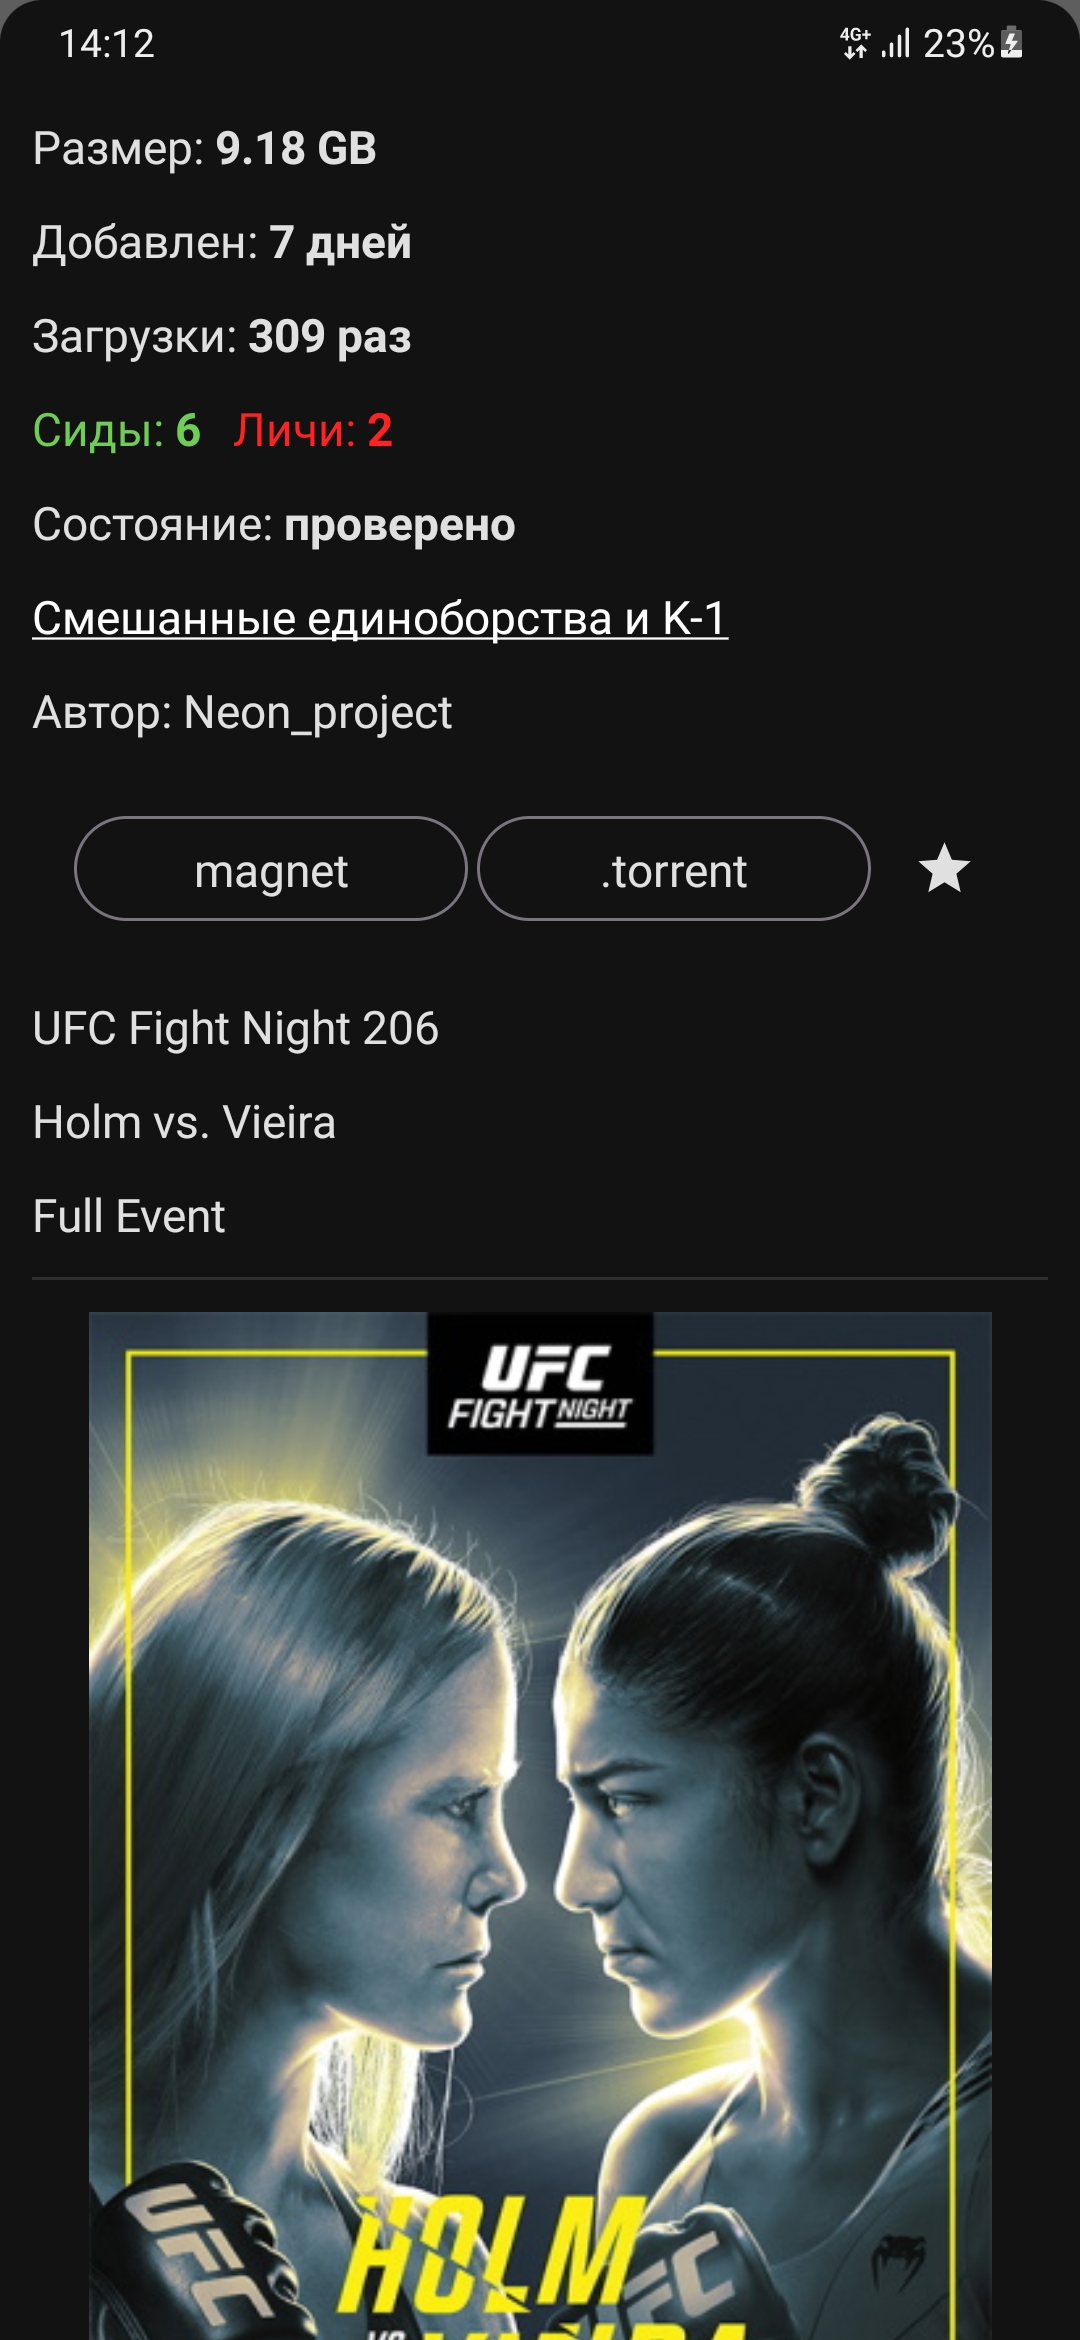 14:12
4G+ 23%
Размер: 9.18 GB
Добавлен: 7 дней
Загрузки: 309 раз
Сиды: 6 Личи: 2
Состояние: проверено
Смешанные единоборства и K-1
Автор: Neon_project
magnet .torrent
UFC Fight Night 206
Holm vs. Vieira
Full Event
UFC
FIGHT NIGHT
UFC
HOLM
UFC
VS